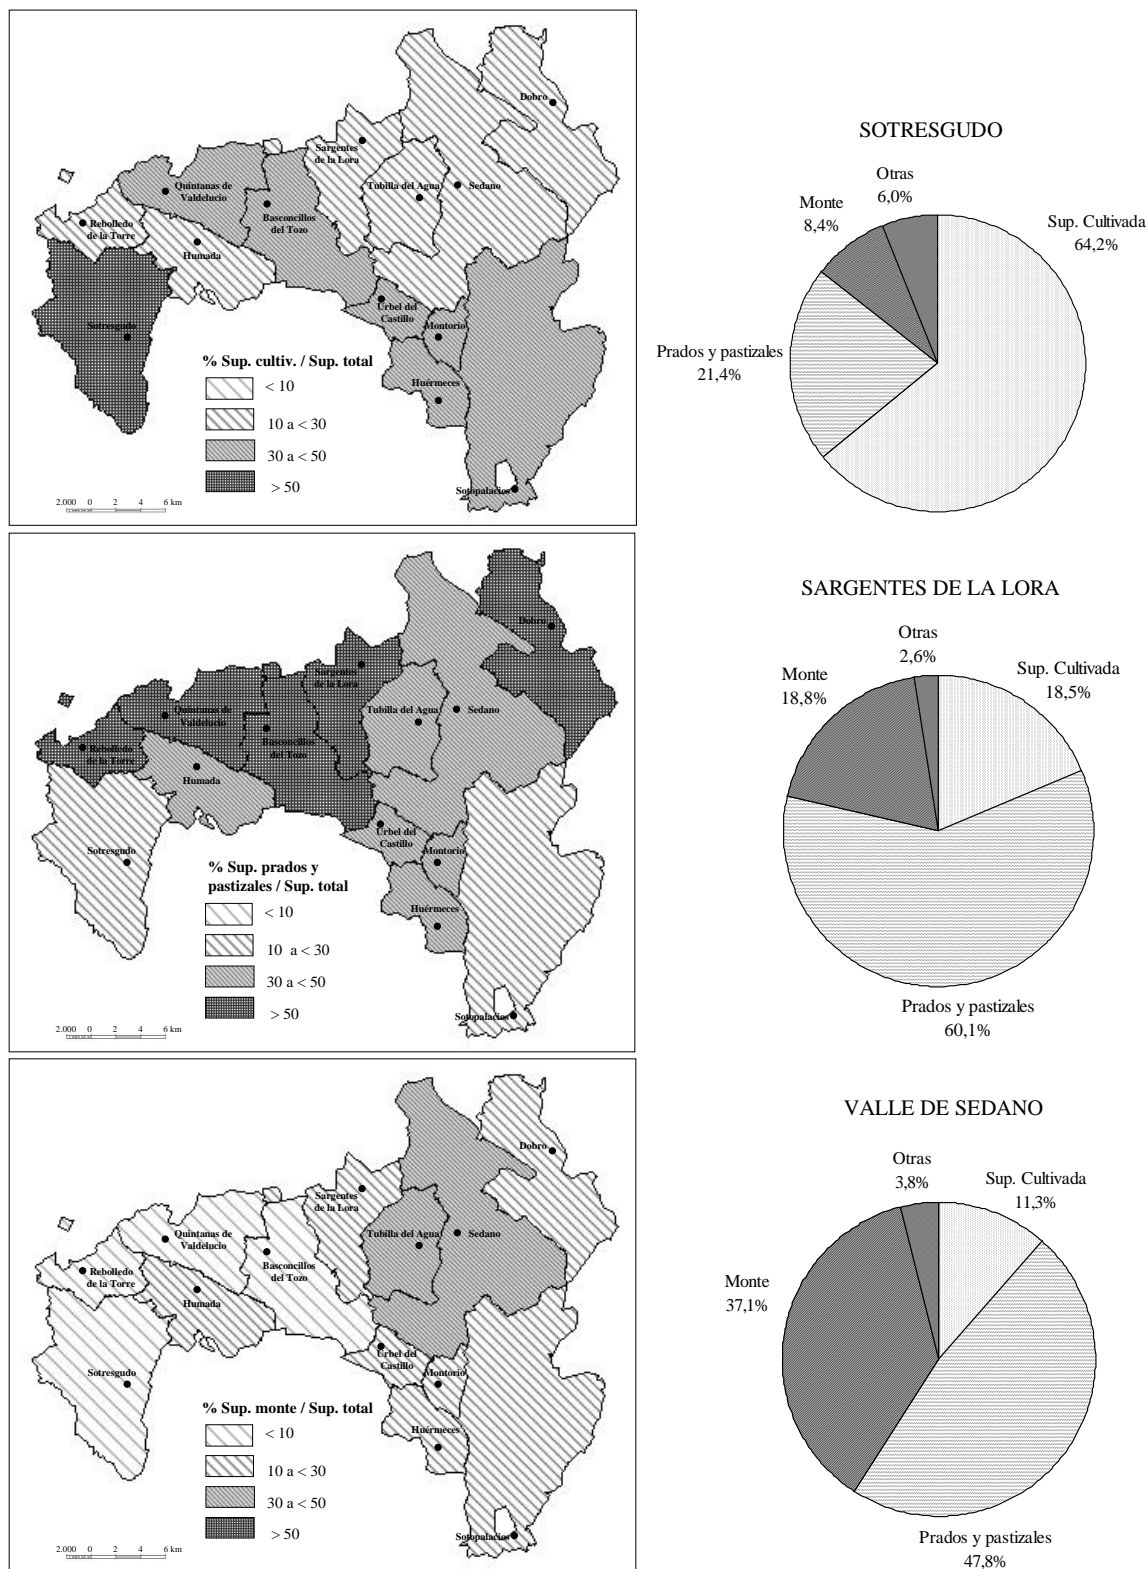 Dobro
Sargentes
de la Lora
Tubilla del Agua
Sedano
Quintanas de
Valdelucio
Basconcillos
del Tozo
Rebolledo
de la Torre
Humada
Sotresgudo
Urbel del
Castillo
Montorio
Huérmeces
Sotopalacios
% Sup. cultiv. / Sup. total
< 10
10 a < 30
30 a < 50
> 50
2.000 0 2 4 6 km
SOTRESGUDO
Otras
6,0%
Monte
8,4%
Sup. Cultivada
64,2%
Prados y pastizales
21,4%
Dobro
Sargentes
de la Lora
Tubilla del Agua
Sedano
Quintanas de
Valdelucio
Basconcillos
del Tozo
Rebolledo
de la Torre
Humada
Sotresgudo
Urbel del
Castillo
Montorio
Huérmeces
Sotopalacios
% Sup. prados y
pastizales / Sup. total
< 10
10 a < 30
30 a < 50
> 50
2.000 0 2 4 6 km
SARGENTES DE LA LORA
Otras
2,6%
Monte
18,8%
Sup. Cultivada
18,5%
Prados y pastizales
60,1%
Dobro
Sargentes
de la Lora
Tubilla del Agua
Sedano
Quintanas de
Valdelucio
Basconcillos
del Tozo
Rebolledo
de la Torre
Humada
Sotresgudo
Urbel del
Castillo
Montorio
Huérmeces
Sotopalacios
% Sup. monte / Sup. total
< 10
10 a < 30
30 a < 50
> 50
2.000 0 2 4 6 km
VALLE DE SEDANO
Otras
3,8%
Sup. Cultivada
11,3%
Monte
37,1%
Prados y pastizales
47,8%